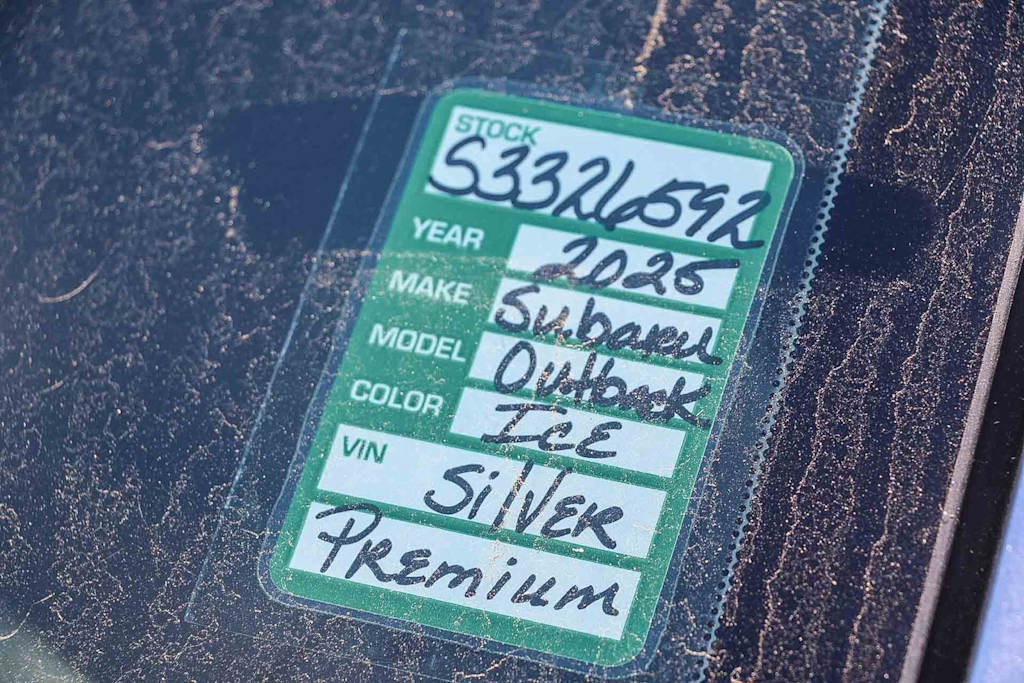 STOCK
S3326592
YEAR 2025
MAKE Subaru
MODEL Outback
COLOR ICE
VIN SilVER
PREmium